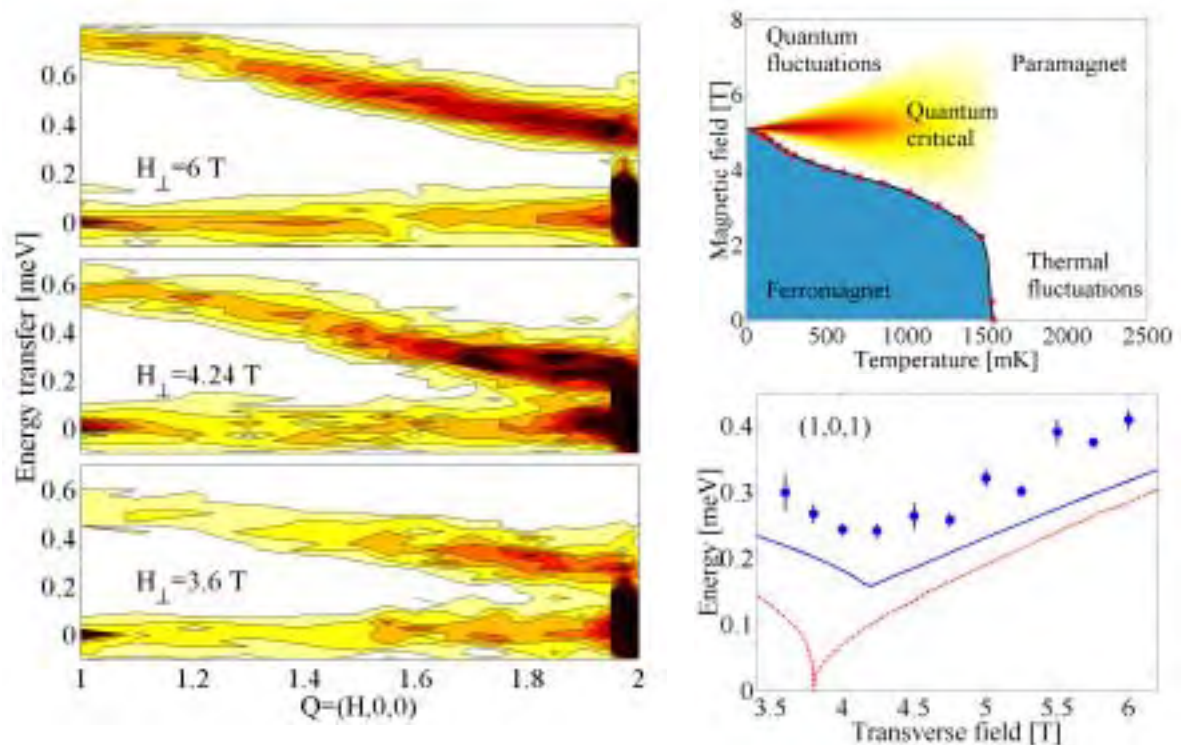 Energy transfer [meV]
0.6
0.4
0.2
0
H⊥=6 T
0.6
0.4
0.2
0
H⊥=4.24 T
0.6
0.4
0.2
0
H⊥=3.6 T
1 1.2 1.4 1.6 1.8 2
Q=(H,0,0)
Magnetic field [T]
8
6
4
2
0
Quantum
fluctuations
Paramagnet
Quantum
critical
Ferromagnet
Thermal
fluctuations
0 500 1000 1500 2000 2500
Temperature [mK]
Energy [meV]
0.4
0.3
0.2
0.1
0
(1,0,1)
3.5 4 4.5 5 5.5 6
Transverse field [T]